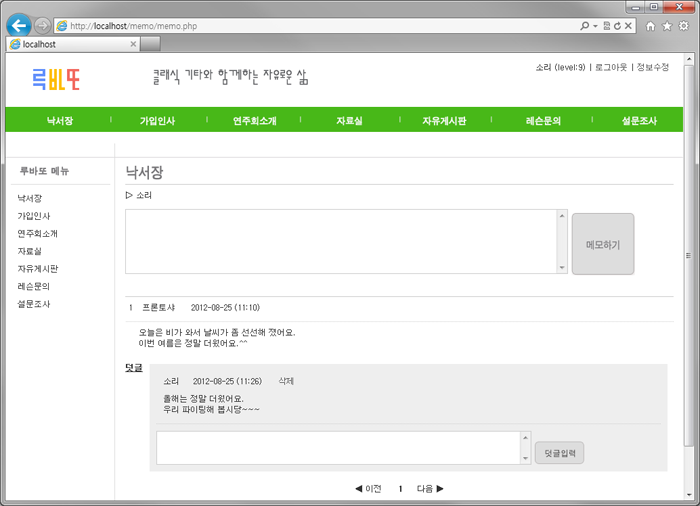 http://localhost/memo/memo.php
localhost
루바또
클래식 기타와 함께하는 자유로운 삶
소리 (level:9) | 로그아웃 | 정보수정
낙서장 | 가입인사 | 연주회소개 | 자료실 | 자유게시판 | 레슨문의 | 설문조사
루바또 메뉴
낙서장
가입인사
연주회소개
자료실
자유게시판
레슨문의
설문조사
낙서장
▷ 소리
메모하기
1 프론토샤 2012-08-25 (11:10)
오늘은 비가 와서 날씨가 좀 선선해 졌어요.
이번 여름은 정말 더웠어요.^^
덧글
소리 2012-08-25 (11:26) 삭제
올해는 정말 더웠어요.
우리 파이팅해 봅시당~~~
덧글입력
◀ 이전 1 다음 ▶